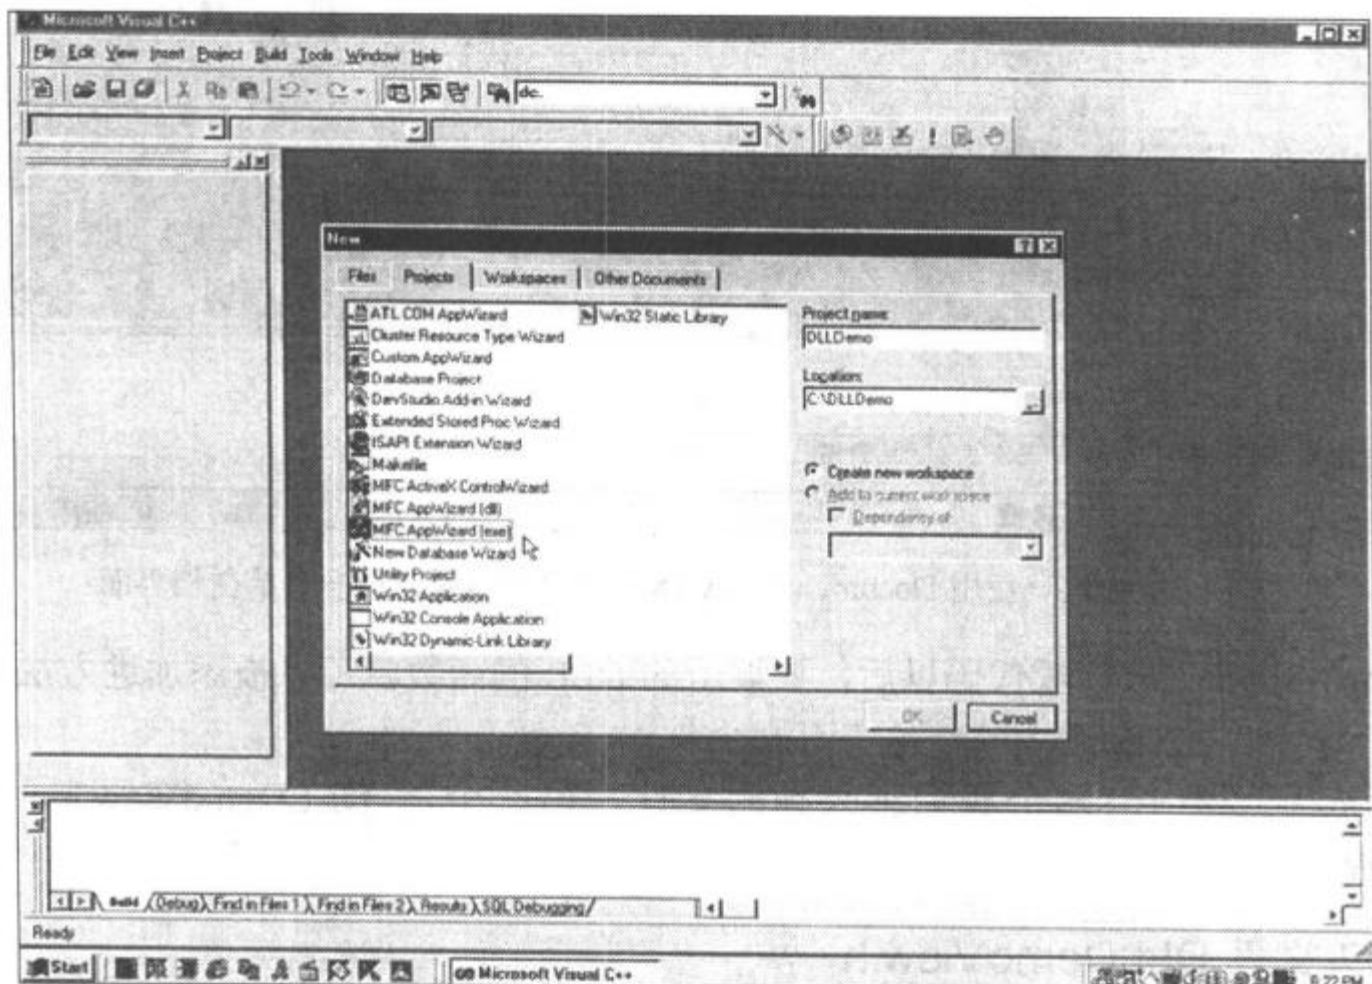 Microsoft Visual C++
File Edit View Insert Project Build Tools Window Help
dc.
New
Files Projects Workspaces Other Documents
ATL COM AppWizard
Cluster Resource Type Wizard
Custom AppWizard
Database Project
DevStudio Add-in Wizard
Extended Stored Proc Wizard
ISAPI Extension Wizard
Makefile
MFC ActiveX ControlWizard
MFC AppWizard (dll)
MFC AppWizard (exe)
New Database Wizard
Utility Project
Win32 Application
Win32 Console Application
Win32 Dynamic-Link Library
Win32 Static Library
Project name:
DLLDemo
Location:
C:\DLLDemo
Create new workspace
Add to current workspace
Dependency of:
OK Cancel
Build Debug Find in Files 1 Find in Files 2 Results SQL Debugging
Ready
Start Microsoft Visual C++ 8:22 PM